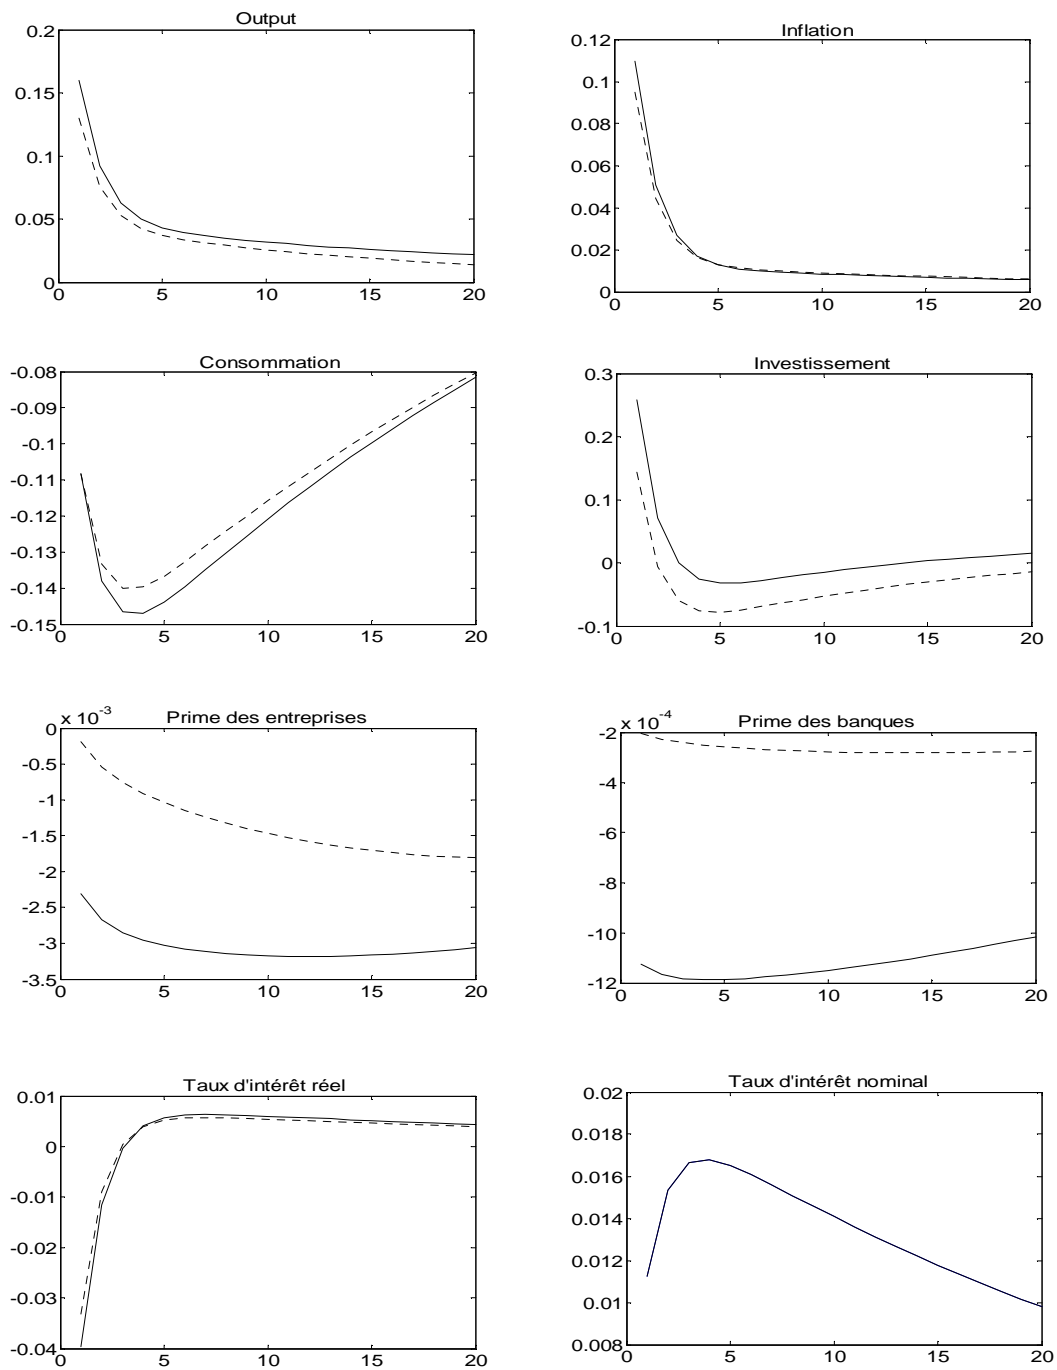 Output
0.2
0.15
0.1
0.05
0
0 5 10 15 20
Inflation
0.12
0.1
0.08
0.06
0.04
0.02
0
0 5 10 15 20
Consommation
-0.08
-0.09
-0.1
-0.11
-0.12
-0.13
-0.14
-0.15
0 5 10 15 20
Investissement
0.3
0.2
0.1
0
-0.1
0 5 10 15 20
x 10-3
Prime des entreprises
0
-0.5
-1
-1.5
-2
-2.5
-3
-3.5
0 5 10 15 20
x 10-4
Prime des banques
-2
-4
-6
-8
-10
-12
0 5 10 15 20
Taux d'intérêt réel
0.01
0
-0.01
-0.02
-0.03
-0.04
0 5 10 15 20
Taux d'intérêt nominal
0.02
0.018
0.016
0.014
0.012
0.01
0.008
0 5 10 15 20